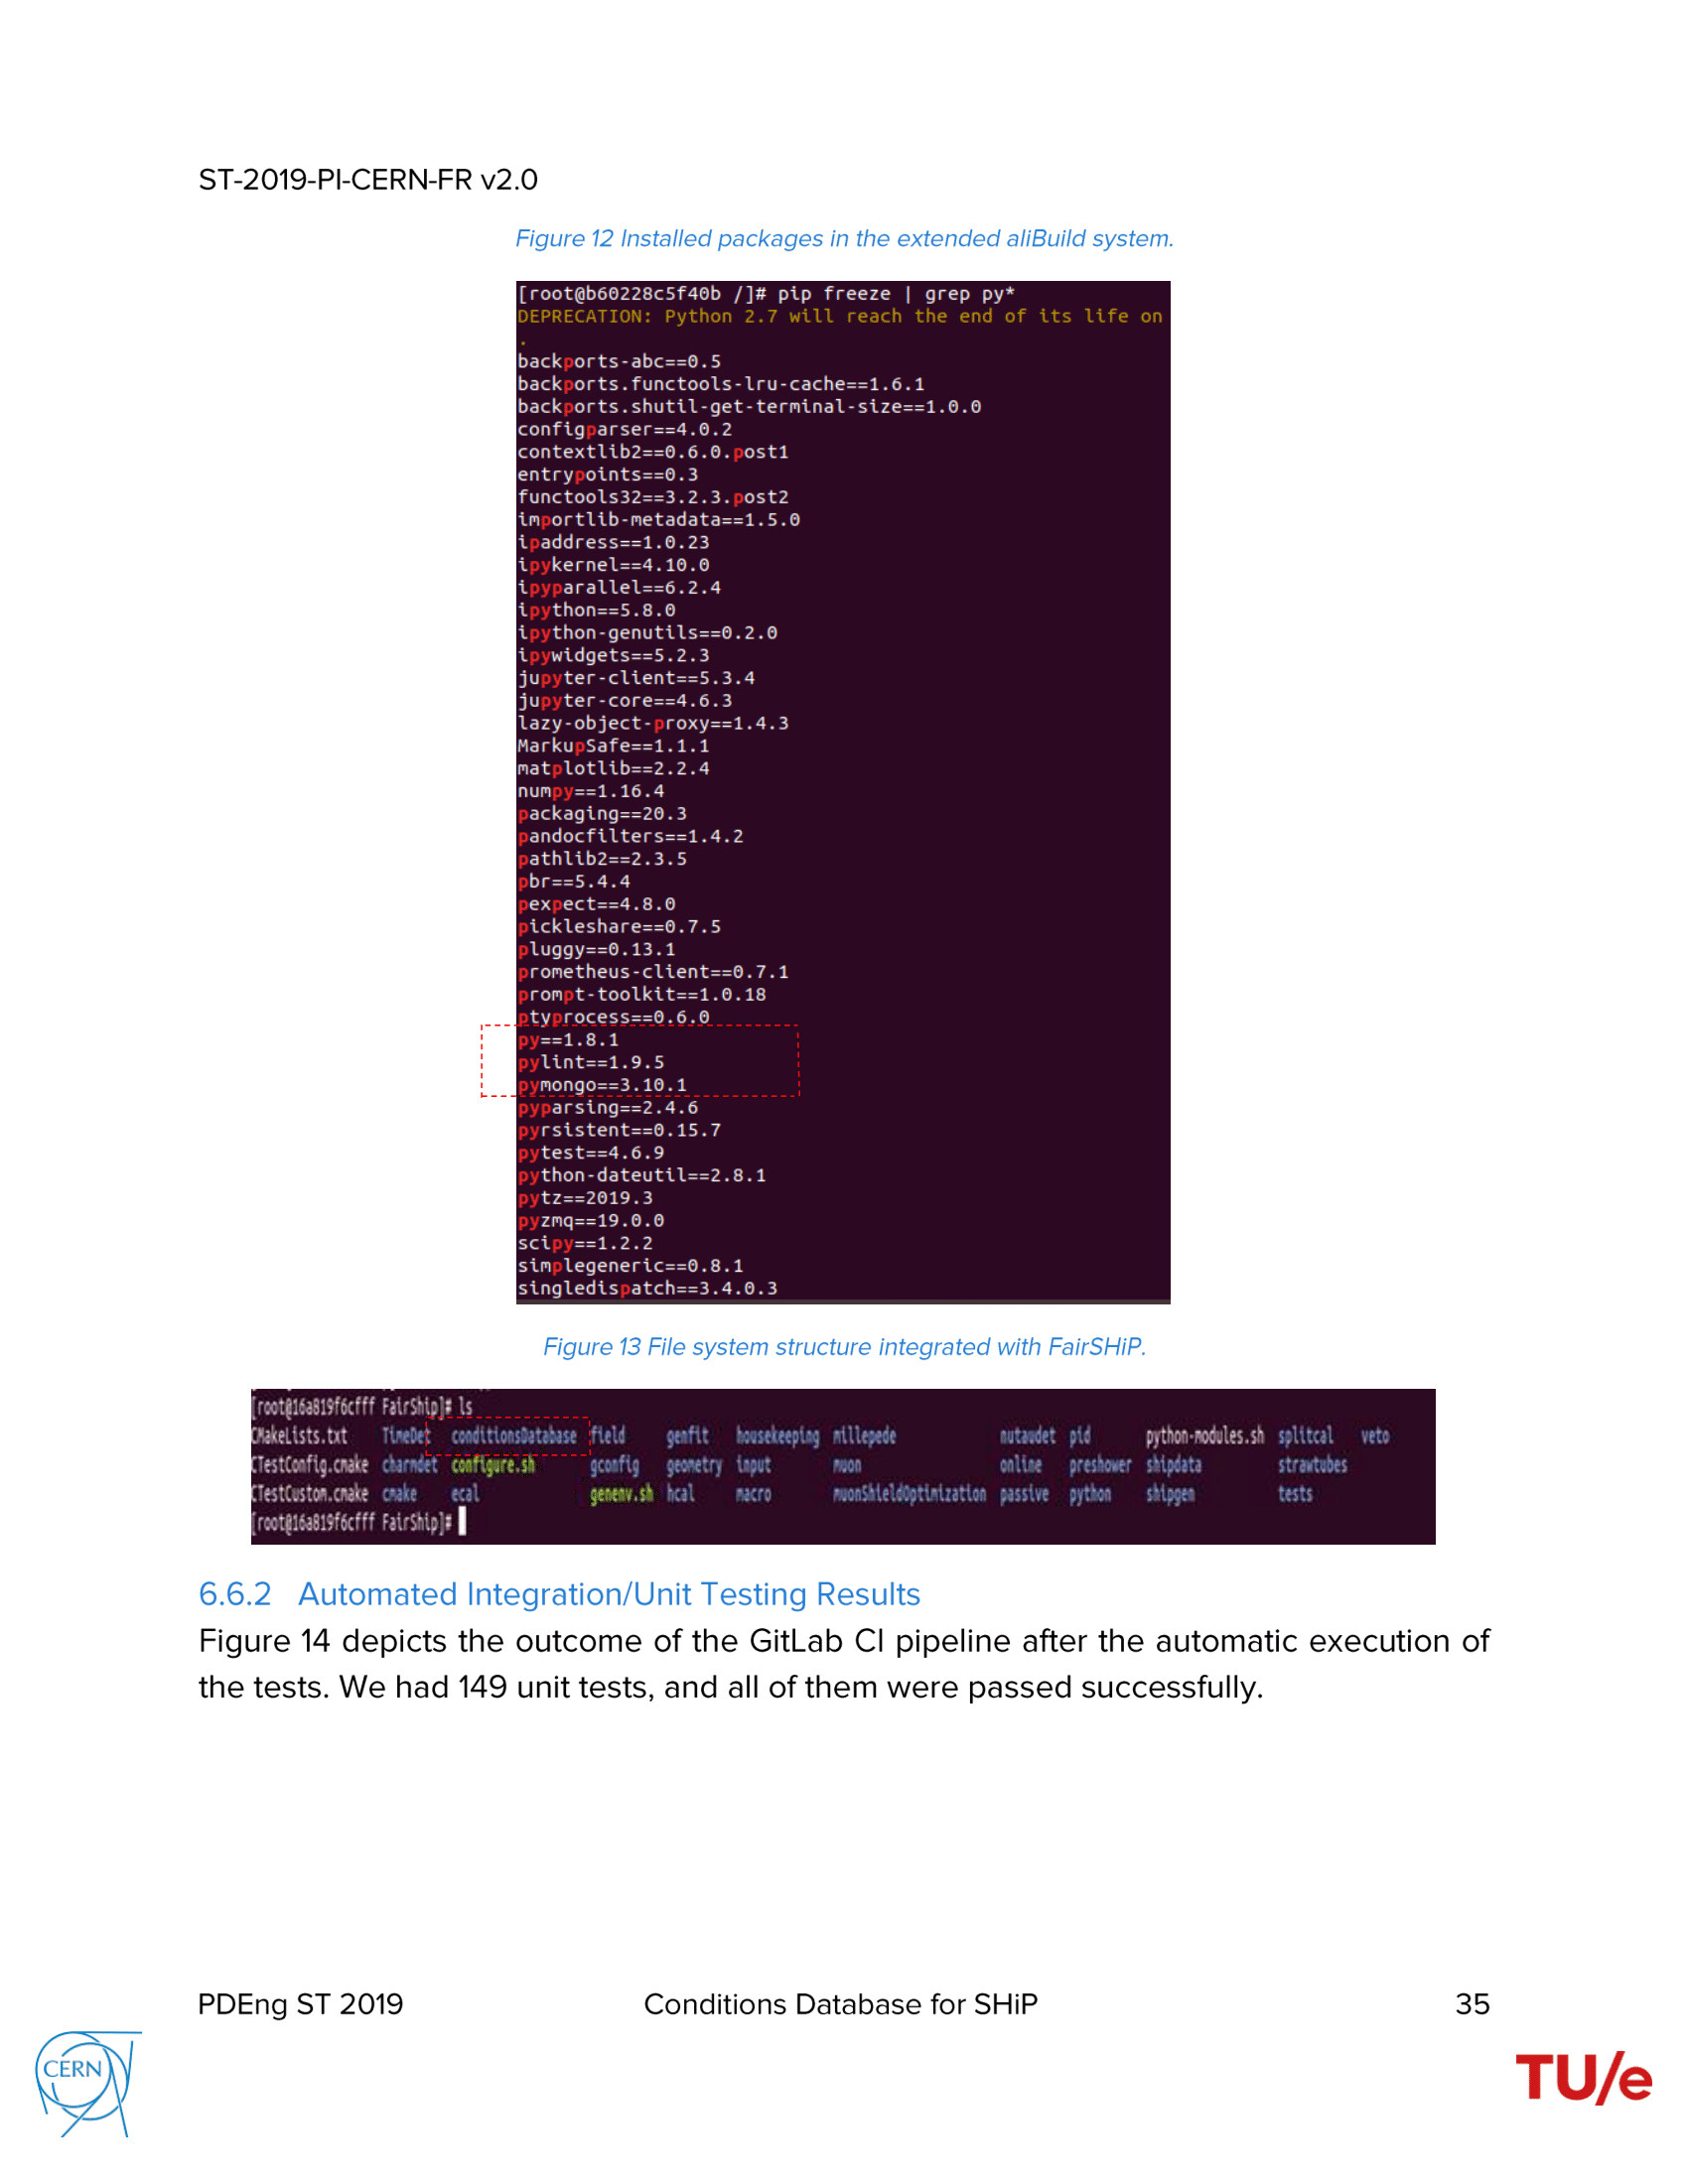 ST-2019-PI-CERN-FR v2.0
Figure 12 Installed packages in the extended aliBuild system.
[root@b60228c5f40b /]# pip freeze | grep py*
DEPRECATION: Python 2.7 will reach the end of its life on
.
backports-abc==0.5
backports.functools-lru-cache==1.6.1
backports.shutil-get-terminal-size==1.0.0
configparser==4.0.2
contextlib2==0.6.0.post1
entrypoints==0.3
functools32==3.2.3.post2
importlib-metadata==1.5.0
ipaddress==1.0.23
ipykernel==4.10.0
ipyparallel==6.2.4
ipython==5.8.0
ipython-genutils==0.2.0
ipywidgets==5.2.3
jupyter-client==5.3.4
jupyter-core==4.6.3
lazy-object-proxy==1.4.3
MarkupSafe==1.1.1
matplotlib==2.2.4
numpy==1.16.4
packaging==20.3
pandocfilters==1.4.2
pathlib2==2.3.5
pbr==5.4.4
pexpect==4.8.0
pickleshare==0.7.5
pluggy==0.13.1
prometheus-client==0.7.1
prompt-toolkit==1.0.18
ptyprocess==0.6.0
py==1.8.1
pylint==1.9.5
pymongo==3.10.1
pyparsing==2.4.6
pyrsistent==0.15.7
pytest==4.6.9
python-dateutil==2.8.1
pytz==2019.3
pyzmq==19.0.0
scipy==1.2.2
simplegeneric==0.8.1
singledispatch==3.4.0.3
Figure 13 File system structure integrated with FairSHiP.
[root@16a819f6cfff FairShip]# ls
CMakeLists.txt TimeDet conditionsDatabase field genfit housekeeping millepede nutaudet pid python-modules.sh splitcal veto
CTestConfig.cmake charmdet configure.sh gconfig geometry input muon online preshower shipdata strawtubes
CTestCustom.cmake cmake ecal genenv.sh hcal macro muonShieldOptimization passive python shipgen tests
[root@16a819f6cfff FairShip]#
6.6.2 Automated Integration/Unit Testing Results
Figure 14 depicts the outcome of the GitLab CI pipeline after the automatic execution of
the tests. We had 149 unit tests, and all of them were passed successfully.
PDEng ST 2019 Conditions Database for SHiP 35
CERN TU/e